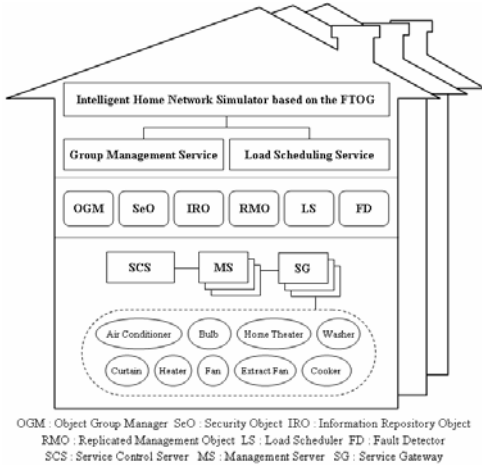 Intelligent Home Network Simulator based on the FTOG
Group Management Service Load Scheduling Service
OGM SeO IRO RMO LS FD
SCS MS SG
Air Conditioner Bulb Home Theater Washer
Curtain Heater Fan Extract Fan Cooker
OGM : Object Group Manager SeO : Security Object IRO : Information Repository Object
RMO : Replicated Management Object LS : Load Scheduler FD : Fault Detector
SCS : Service Control Server MS : Management Server SG : Service Gateway